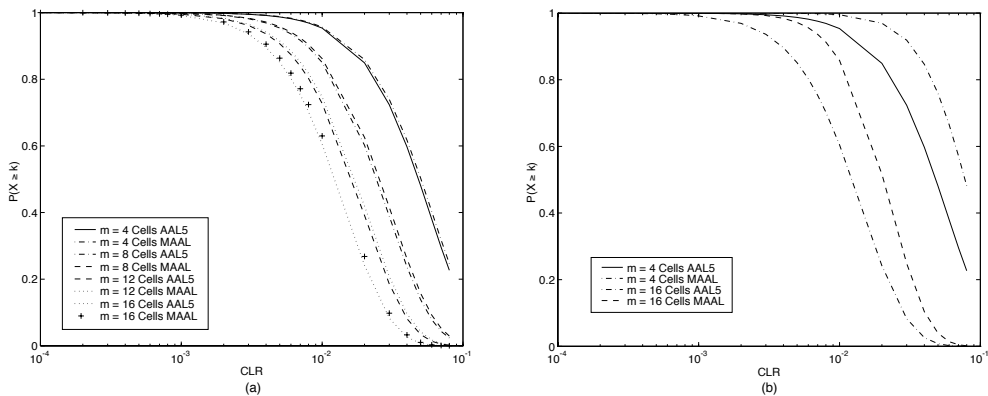 1
0.8
0.6
0.4
0.2
0
P(X ≥ k)
m = 4 Cells AAL5
m = 4 Cells MAAL
m = 8 Cells AAL5
m = 8 Cells MAAL
m = 12 Cells AAL5
m = 12 Cells MAAL
m = 16 Cells AAL5
m = 16 Cells MAAL
10^-4
10^-3
10^-2
10^-1
CLR
(a)
1
0.8
0.6
0.4
0.2
0
P(X ≥ k)
m = 4 Cells AAL5
m = 4 Cells MAAL
m = 16 Cells AAL5
m = 16 Cells MAAL
10^-4
10^-3
10^-2
10^-1
CLR
(b)